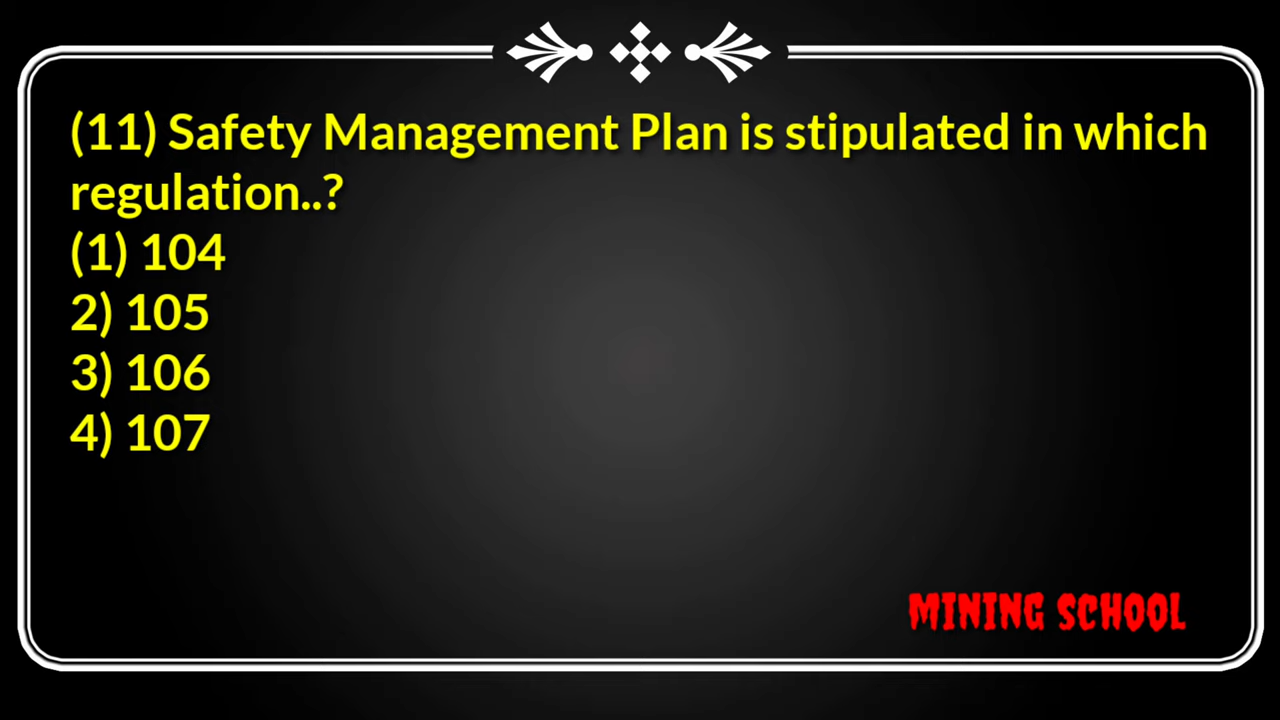 (11) Safety Management Plan is stipulated in which
regulation..?
(1) 104
2) 105
3) 106
4) 107
MINING SCHOOL